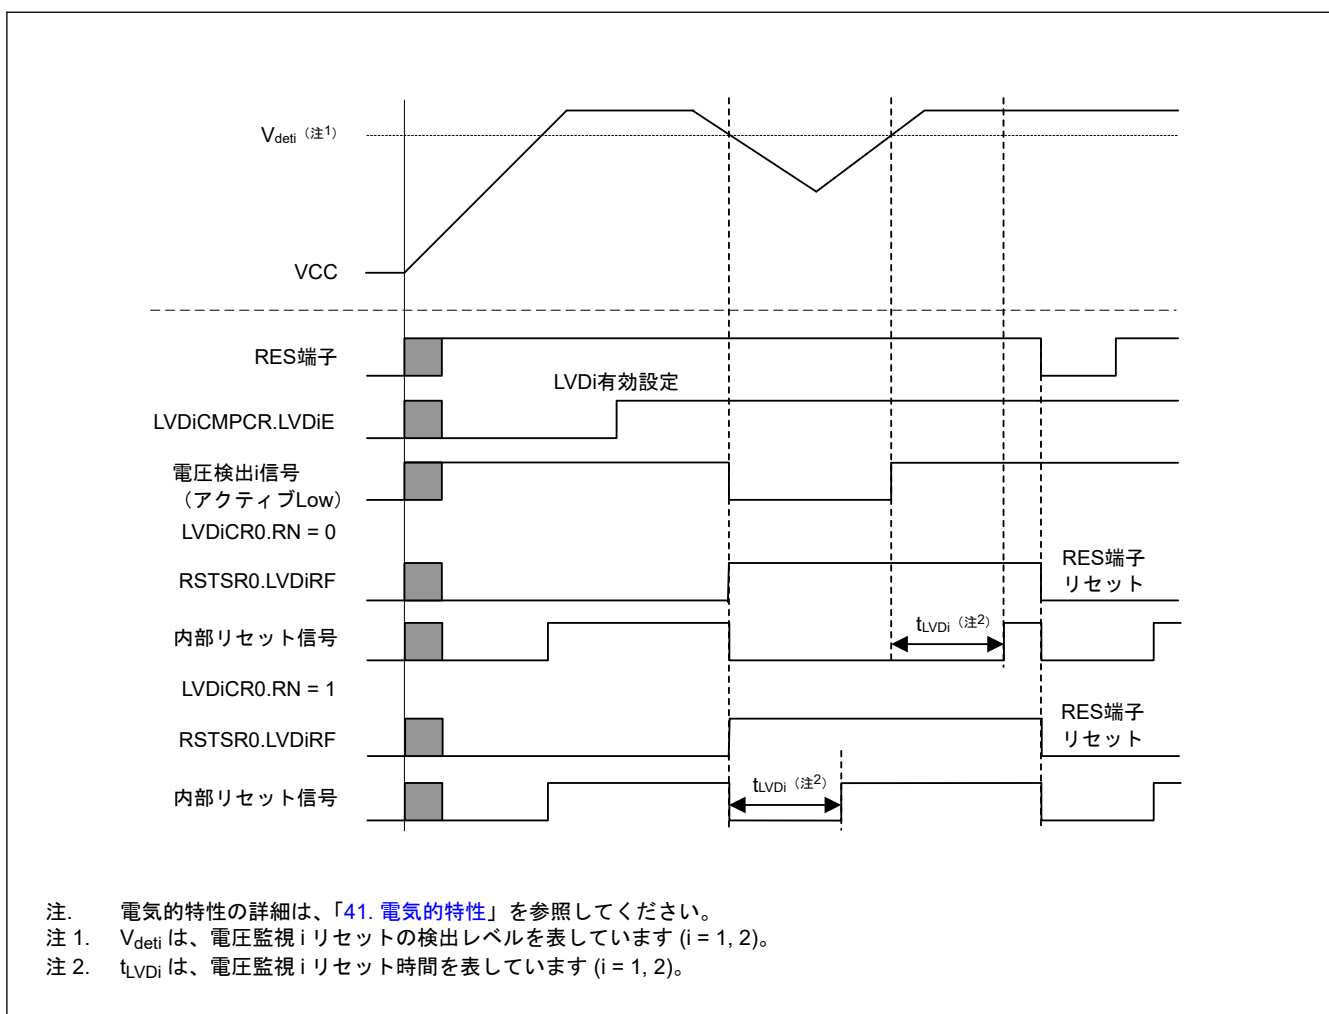 Vdeti（注1）
VCC
RES端子
LVDi有効設定
LVDiCMPCR.LVDiE
電圧検出i信号
（アクティブLow）
LVDiCR0.RN = 0
RSTSR0.LVDiRF
RES端子
リセット
内部リセット信号
tLVDi（注2）
LVDiCR0.RN = 1
RSTSR0.LVDiRF
RES端子
リセット
内部リセット信号
tLVDi（注2）
注. 電気的特性の詳細は、「41. 電気的特性」を参照してください。
注 1. Vdeti は、電圧監視 i リセットの検出レベルを表しています (i = 1, 2)。
注 2. tLVDi は、電圧監視 i リセット時間を表しています (i = 1, 2)。